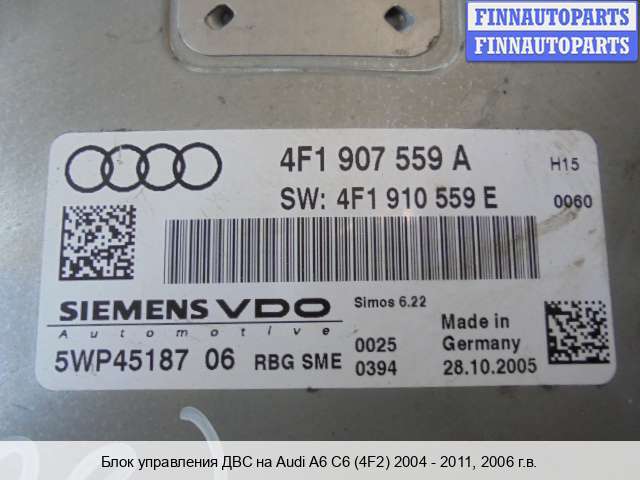 FINNAUTOPARTS
FINNAUTOPARTS
4F1 907 559 A H15
SW: 4F1 910 559 E 0060
SIEMENS VDO Simos 6.22
Automotive
5WP45187 06 RBG SME 0025 Made in
0394 Germany
28.10.2005
Блок управления ДВС на Audi A6 C6 (4F2) 2004 - 2011, 2006 г.в.